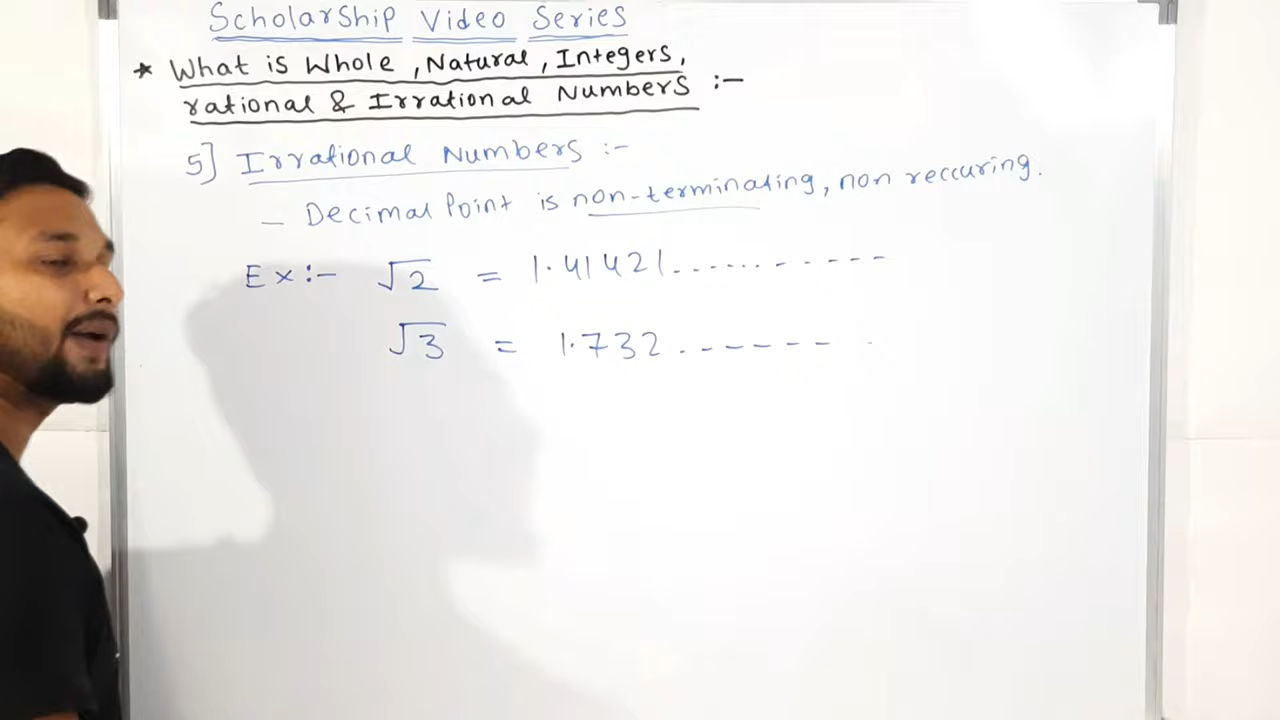 Scholarship Video Series
* What is Whole, Natural, Integers,
rational & Irrational Numbers :-
5] Irrational Numbers :-
- Decimal Point is non-terminating, non reccuring.
Ex:- √2 = 1.41421...........
√3 = 1.732.------